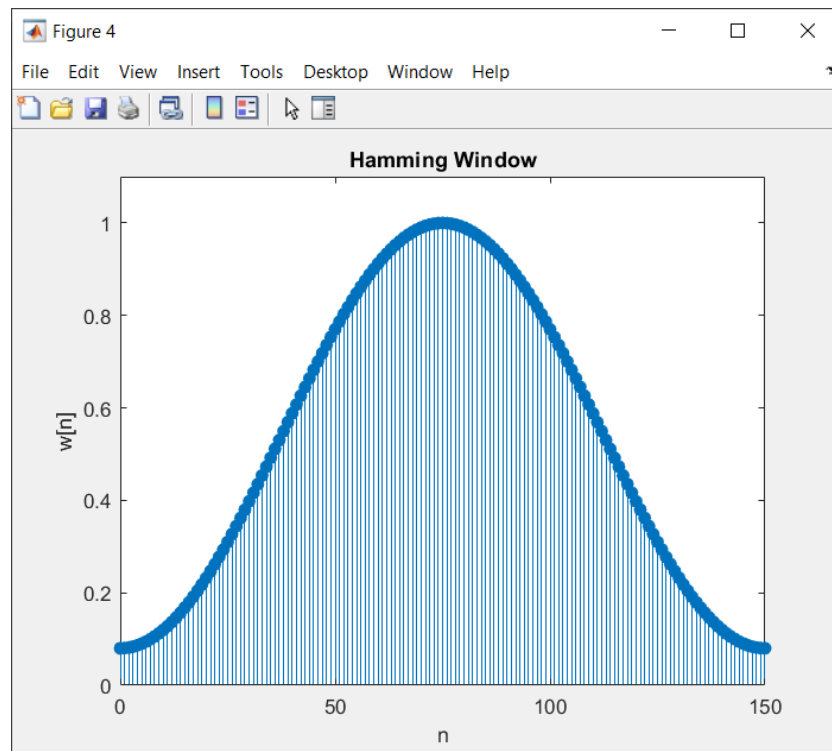 Figure 4
File Edit View Insert Tools Desktop Window Help
Hamming Window
1
0.8
0.6
0.4
0.2
0
w[n]
0 50 100 150
n